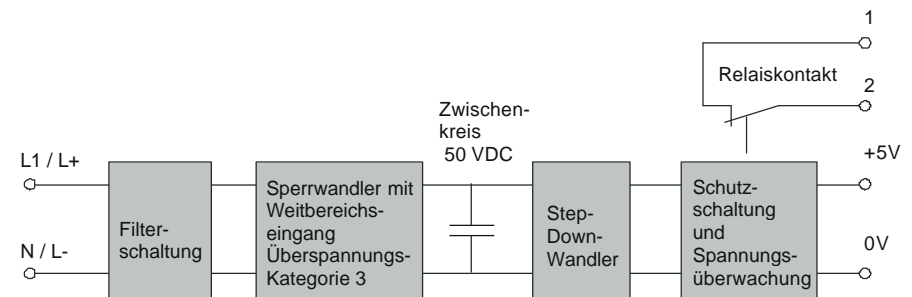 1
Relaiskontakt
2
Zwischen-
kreis
50 VDC
L1 / L+
+5V
N / L-
0V
Filter-
schaltung
Sperrwandler mit
Weitbereichs-
eingang
Überspannungs-
Kategorie 3
Step-
Down-
Wandler
Schutz-
schaltung
und
Spannungs-
überwachung